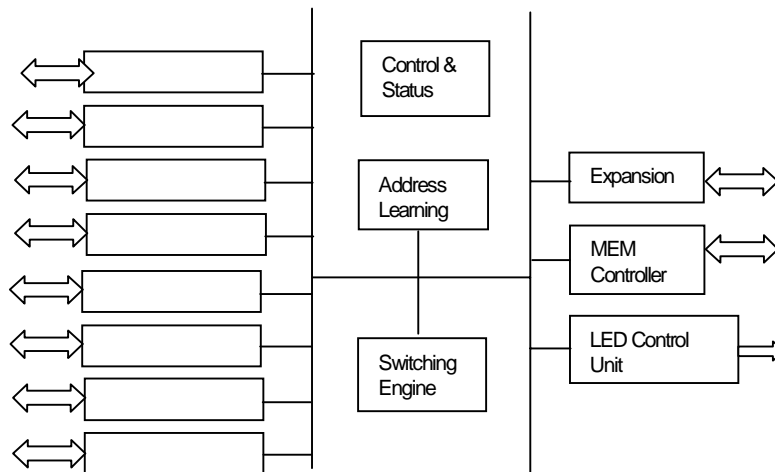 Control &
Status
Address
Learning
Expansion
MEM
Controller
LED Control
Unit
Switching
Engine